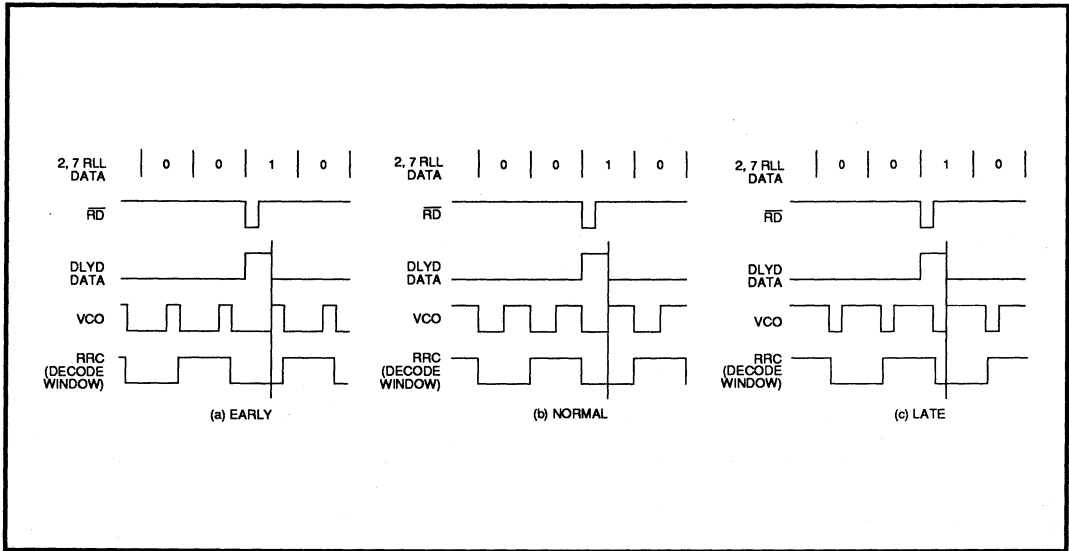 2, 7 RLL
DATA
0 0 1 0
RD
DLYD
DATA
VCO
RRC
(DECODE
WINDOW)
(a) EARLY
2, 7 RLL
DATA
0 0 1 0
RD
DLYD
DATA
VCO
RRC
(DECODE
WINDOW)
(b) NORMAL
2, 7 RLL
DATA
0 0 1 0
RD
DLYD
DATA
VCO
RRC
(DECODE
WINDOW)
(c) LATE